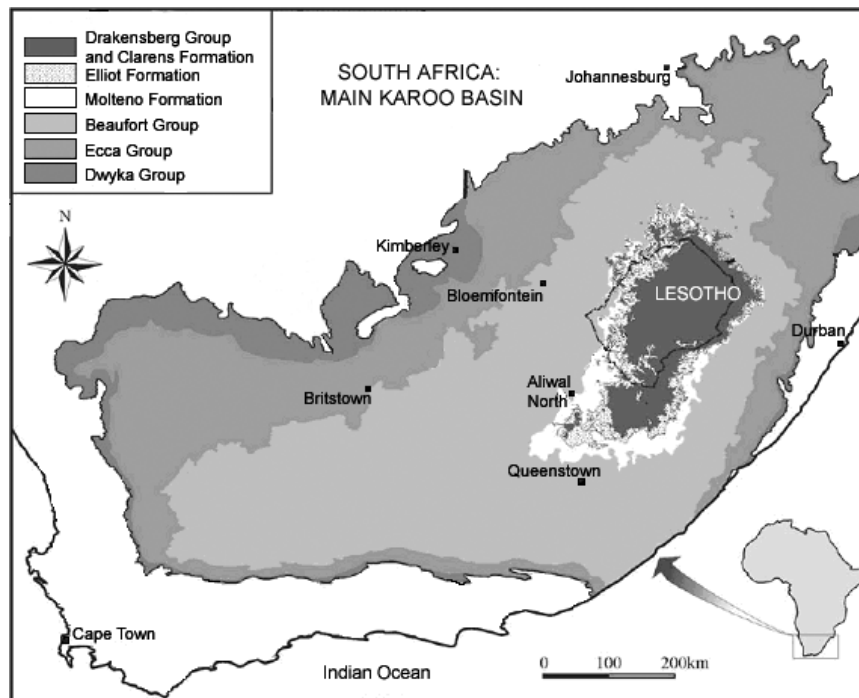 Drakensberg Group
and Clarens Formation
Elliot Formation
Molteno Formation
Beaufort Group
Ecca Group
Dwyka Group
SOUTH AFRICA:
MAIN KAROO BASIN
Johannesburg
N
Kimberley
Bloemfontein
LESOTHO
Durban
Britstown
Aliwal
North
Queenstown
Cape Town
Indian Ocean
0 100 200km